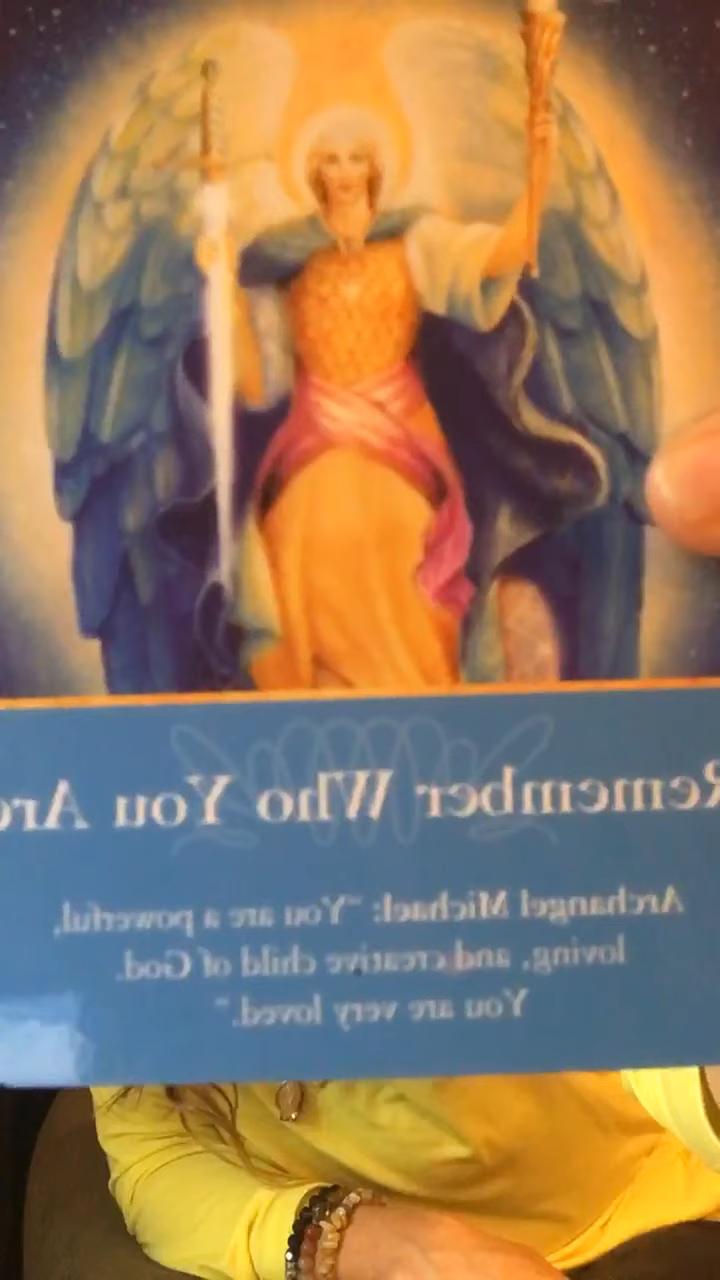 Remember Who You Are
Archangel Michael: "You are a powerful,
loving, and creative child of God.
You are very loved."